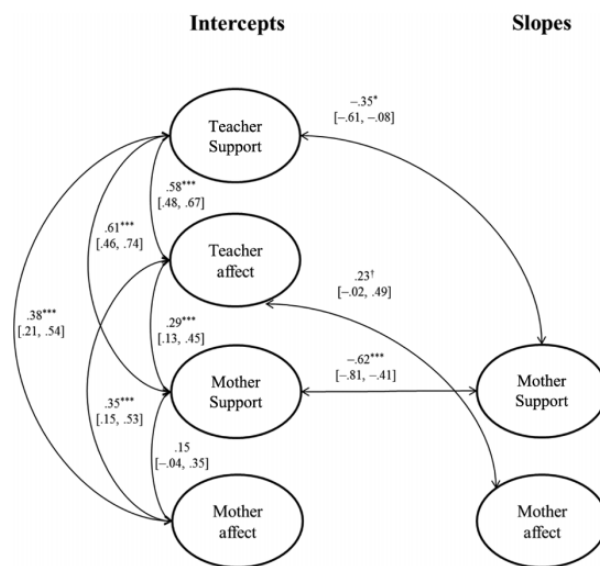 Intercepts
Slopes
Teacher
Support
−.35*
[−.61, −.08]
.58***
[.48, .67]
.61***
[.46, .74]
Teacher
affect
.23†
[−.02, .49]
.38***
[.21, .54]
.29***
[.13, .45]
−.62***
[−.81, −.41]
Mother
Support
Mother
Support
.35***
[.15, .53]
.15
[−.04, .35]
Mother
affect
Mother
affect